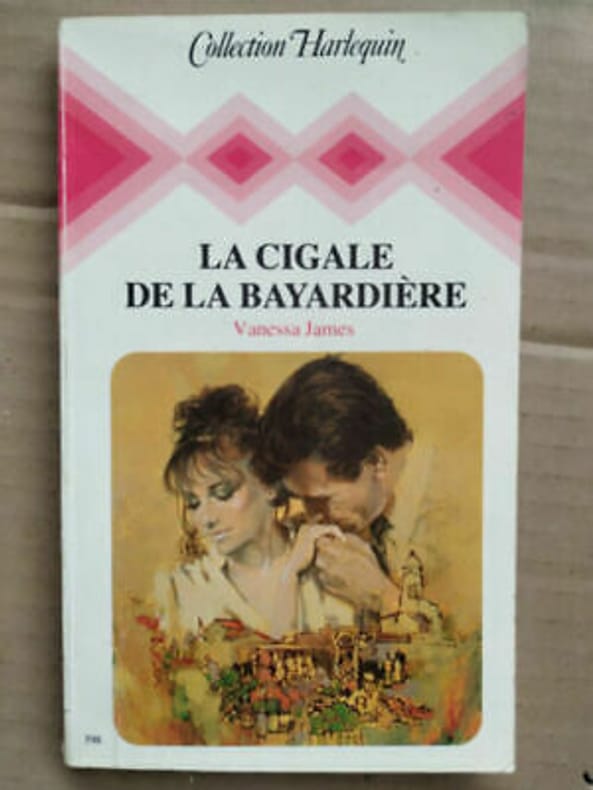 Collection Harlequin
LA CIGALE
DE LA BAYARDIÈRE
Vanessa James